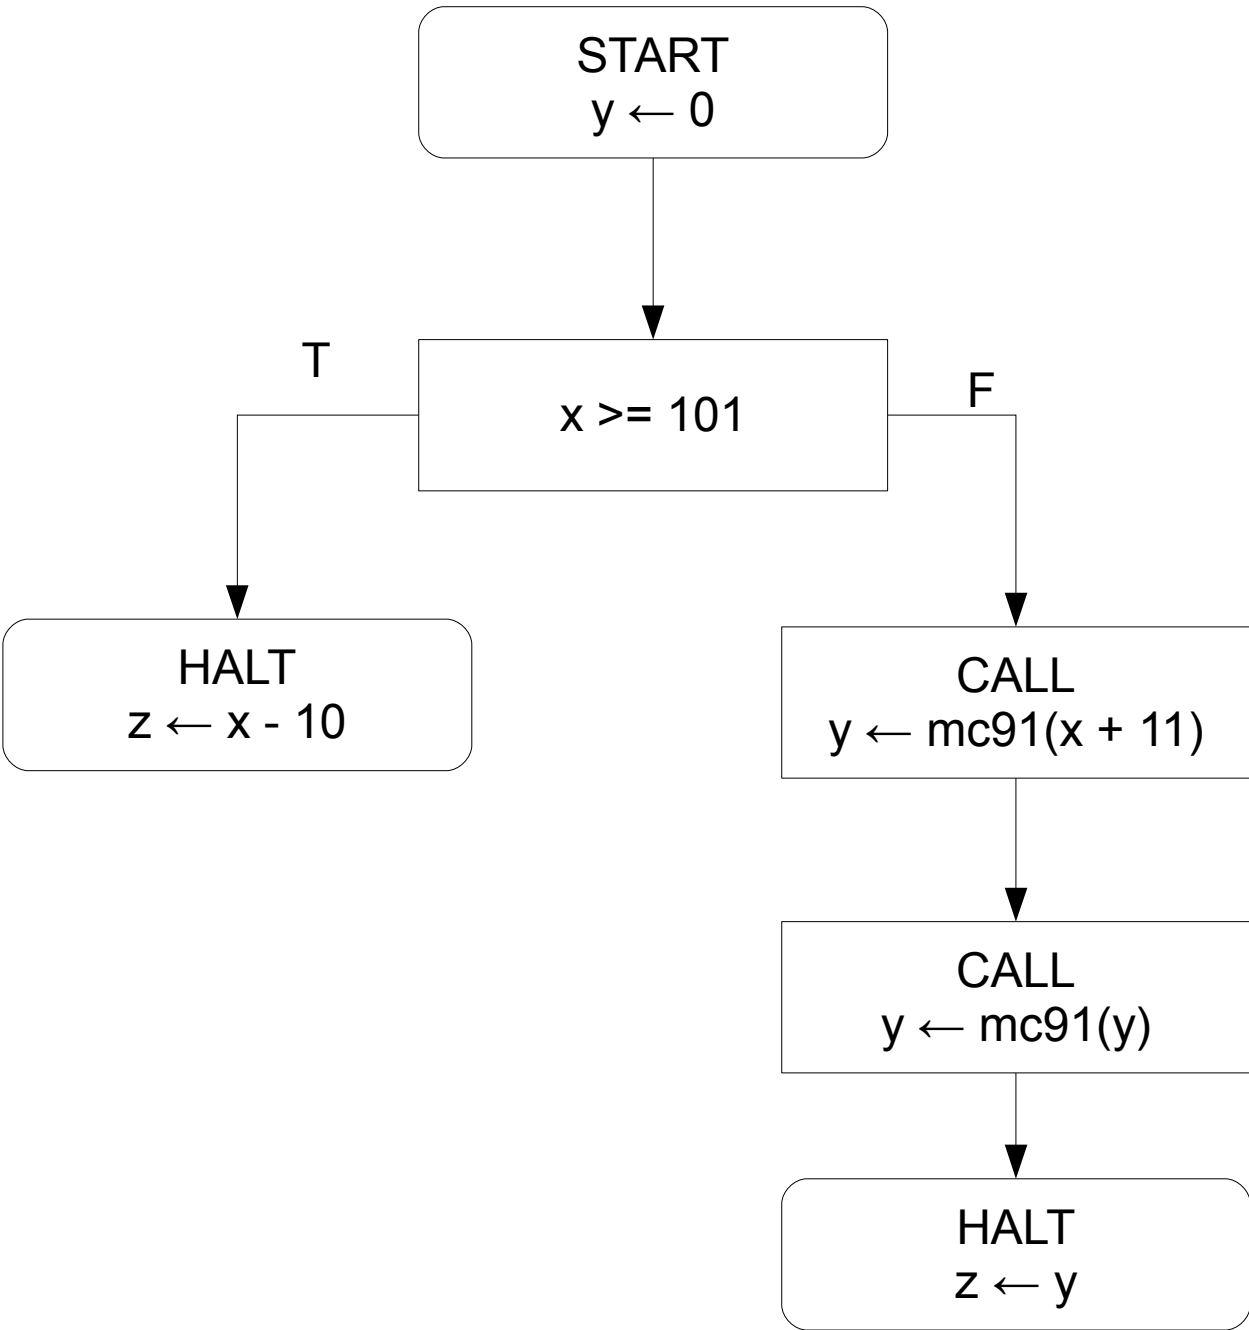 START
y ← 0
T
F
x >= 101
HALT
z ← x - 10
CALL
y ← mc91(x + 11)
CALL
y ← mc91(y)
HALT
z ← y